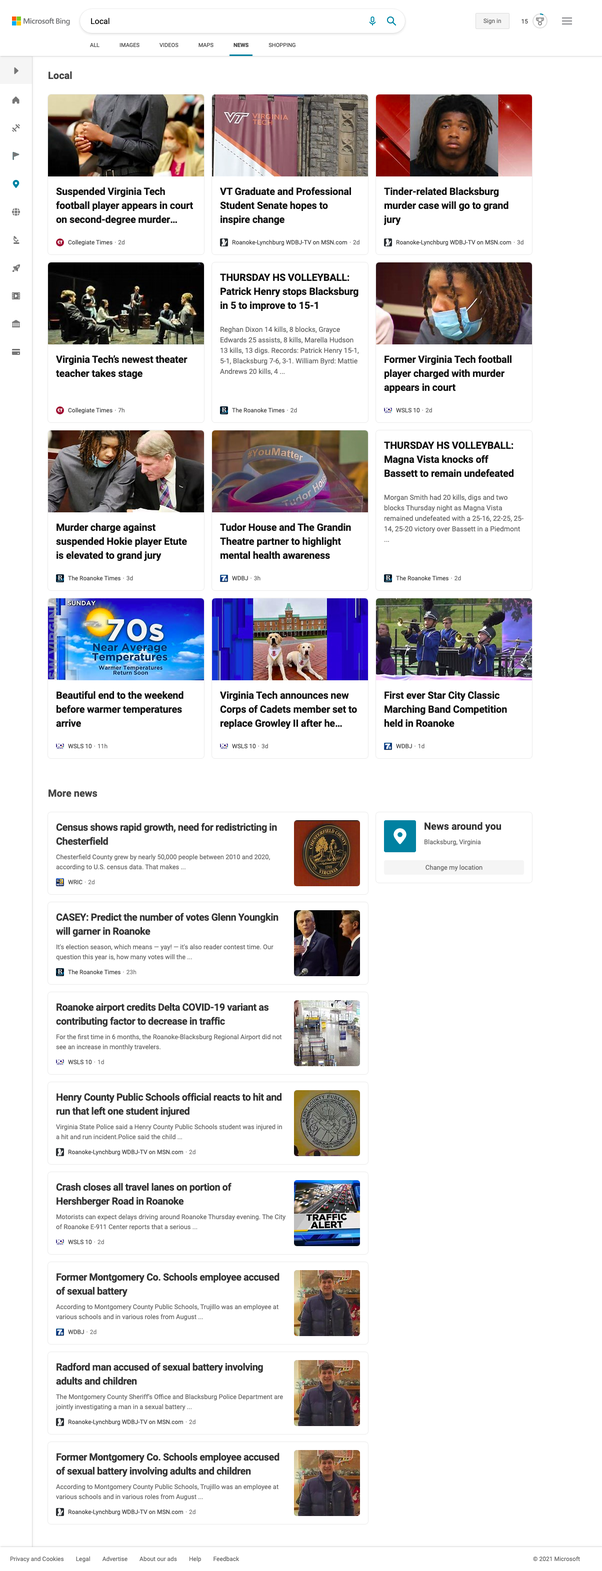 Microsoft Bing
Local
Sign in
15
ALL
IMAGES
VIDEOS
MAPS
NEWS
SHOPPING
Local
Suspended Virginia Tech
football player appears in court
on second-degree murder...
Collegiate Times · 2d
VT VIRGINIA
TECH
VT Graduate and Professional
Student Senate hopes to
inspire change
Roanoke-Lynchburg WDBJ-TV on MSN.com · 2d
Tinder-related Blacksburg
murder case will go to grand
jury
Roanoke-Lynchburg WDBJ-TV on MSN.com · 3d
Virginia Tech's newest theater
teacher takes stage
Collegiate Times · 7h
THURSDAY HS VOLLEYBALL:
Patrick Henry stops Blacksburg
in 5 to improve to 15-1
Reghan Dixon 14 kills, 8 blocks, Grayce
Edwards 25 assists, 8 kills, Marella Hudson
13 kills, 13 digs. Records: Patrick Henry 15-1,
5-1, Blacksburg 7-6, 3-1. William Byrd: Mattie
Andrews 20 kills, 4 ...
The Roanoke Times · 2d
Former Virginia Tech football
player charged with murder
appears in court
WSLS 10 · 2d
Murder charge against
suspended Hokie player Etute
is elevated to grand jury
The Roanoke Times · 3d
#YouMatter
Tudor House
Tudor House and The Grandin
Theatre partner to highlight
mental health awareness
WDBJ · 3h
THURSDAY HS VOLLEYBALL:
Magna Vista knocks off
Bassett to remain undefeated
Morgan Smith had 20 kills, digs and two
blocks Thursday night as Magna Vista
remained undefeated with a 25-16, 22-25, 25-
14, 25-20 victory over Bassett in a Piedmont
...
The Roanoke Times · 2d
SUNDAY
70s
Near Average
Temperatures
Warmer Temperatures
Return Soon
Beautiful end to the weekend
before warmer temperatures
arrive
WSLS 10 · 11h
Virginia Tech announces new
Corps of Cadets member set to
replace Growley II after he...
WSLS 10 · 3d
First ever Star City Classic
Marching Band Competition
held in Roanoke
WDBJ · 1d
More news
Census shows rapid growth, need for redistricting in
Chesterfield
Chesterfield County grew by nearly 50,000 people between 2010 and 2020,
according to U.S. census data. That makes ...
WRIC · 2d
News around you
Blacksburg, Virginia
Change my location
CASEY: Predict the number of votes Glenn Youngkin
will garner in Roanoke
It's election season, which means — yay! — it's also reader contest time. Our
question this year is, how many votes will the ...
The Roanoke Times · 23h
Roanoke airport credits Delta COVID-19 variant as
contributing factor to decrease in traffic
For the first time in 6 months, the Roanoke-Blacksburg Regional Airport did not
see an increase in monthly travelers.
WSLS 10 · 1d
Henry County Public Schools official reacts to hit and
run that left one student injured
Virginia State Police said a Henry County Public Schools student was injured in
a hit and run incident.Police said the child ...
Roanoke-Lynchburg WDBJ-TV on MSN.com · 2d
Crash closes all travel lanes on portion of
Hershberger Road in Roanoke
Motorists can expect delays driving around Roanoke Thursday evening. The City
of Roanoke E-911 Center reports that a serious ...
WSLS 10 · 2d
TRAFFIC
ALERT
Former Montgomery Co. Schools employee accused
of sexual battery
According to Montgomery County Public Schools, Trujillo was an employee at
various schools and in various roles from August ...
WDBJ · 2d
Radford man accused of sexual battery involving
adults and children
The Montgomery County Sheriff's Office and Blacksburg Police Department are
jointly investigating a man in a sexual battery ...
Roanoke-Lynchburg WDBJ-TV on MSN.com · 2d
Former Montgomery Co. Schools employee accused
of sexual battery involving adults and children
According to Montgomery County Public Schools, Trujillo was an employee at
various schools and in various roles from August ...
Roanoke-Lynchburg WDBJ-TV on MSN.com · 2d
Privacy and Cookies
Legal
Advertise
About our ads
Help
Feedback
© 2021 Microsoft